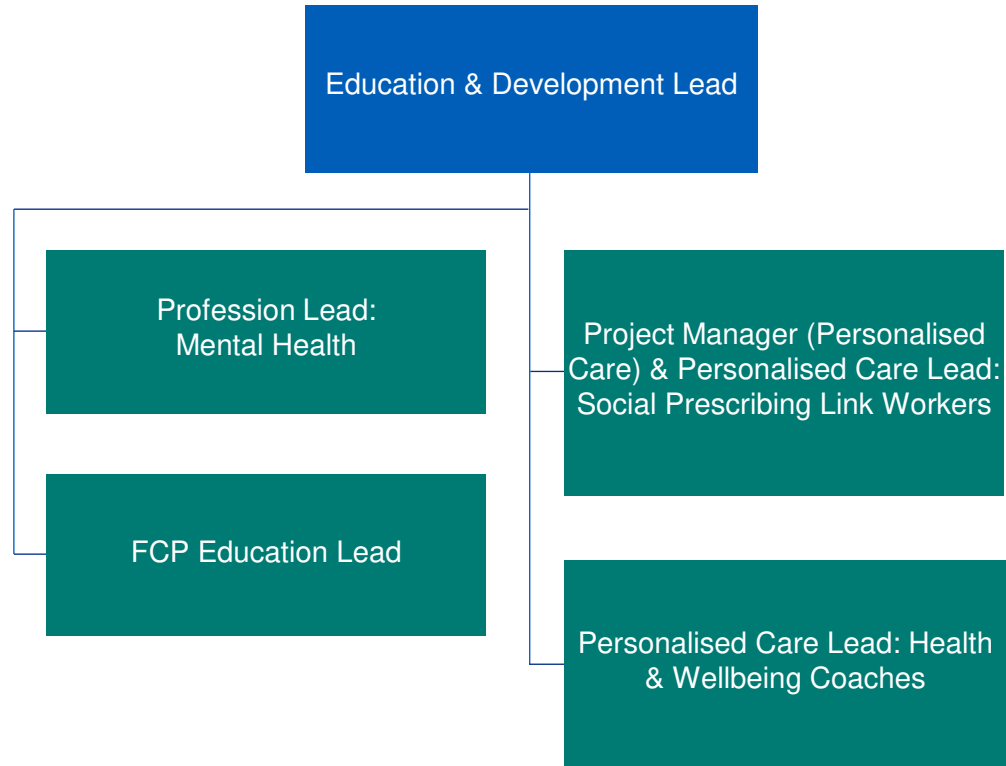 Education & Development Lead
Profession Lead:
Mental Health
Project Manager (Personalised
Care) & Personalised Care Lead:
Social Prescribing Link Workers
FCP Education Lead
Personalised Care Lead: Health
& Wellbeing Coaches